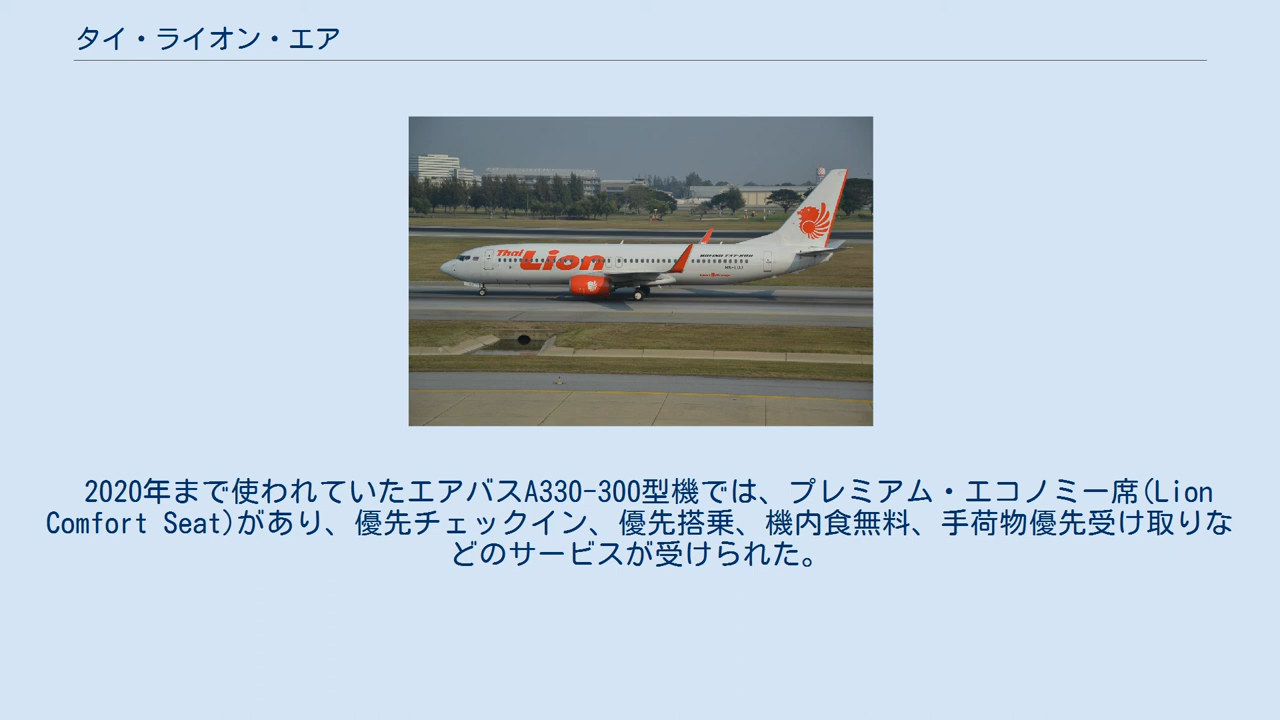 タイ・ライオン・エア
Thai Lion
BOEING 737-800
2020年まで使われていたエアバスA330-300型機では、プレミアム・エコノミー席(Lion
Comfort Seat)があり、優先チェックイン、優先搭乗、機内食無料、手荷物優先受け取りな
どのサービスが受けられた。